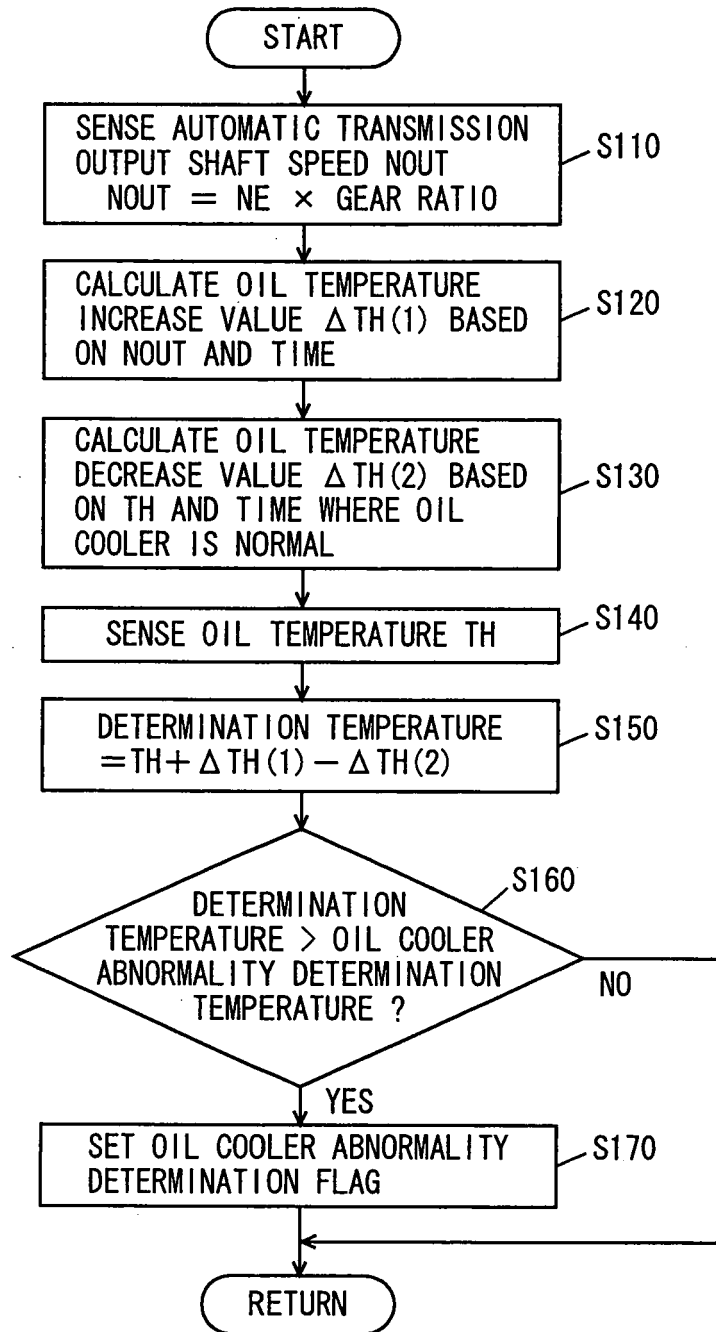 START
SENSE AUTOMATIC TRANSMISSION
OUTPUT SHAFT SPEED NOUT
NOUT = NE × GEAR RATIO
S110
CALCULATE OIL TEMPERATURE
INCREASE VALUE ΔTH(1) BASED
ON NOUT AND TIME
S120
CALCULATE OIL TEMPERATURE
DECREASE VALUE ΔTH(2) BASED
ON TH AND TIME WHERE OIL
COOLER IS NORMAL
S130
SENSE OIL TEMPERATURE TH
S140
DETERMINATION TEMPERATURE
=TH+ΔTH(1)-ΔTH(2)
S150
DETERMINATION
TEMPERATURE > OIL COOLER
ABNORMALITY DETERMINATION
TEMPERATURE ?
S160
NO
YES
SET OIL COOLER ABNORMALITY
DETERMINATION FLAG
S170
RETURN